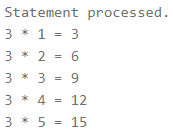 Statement processed.
3 * 1 = 3
3 * 2 = 6
3 * 3 = 9
3 * 4 = 12
3 * 5 = 15